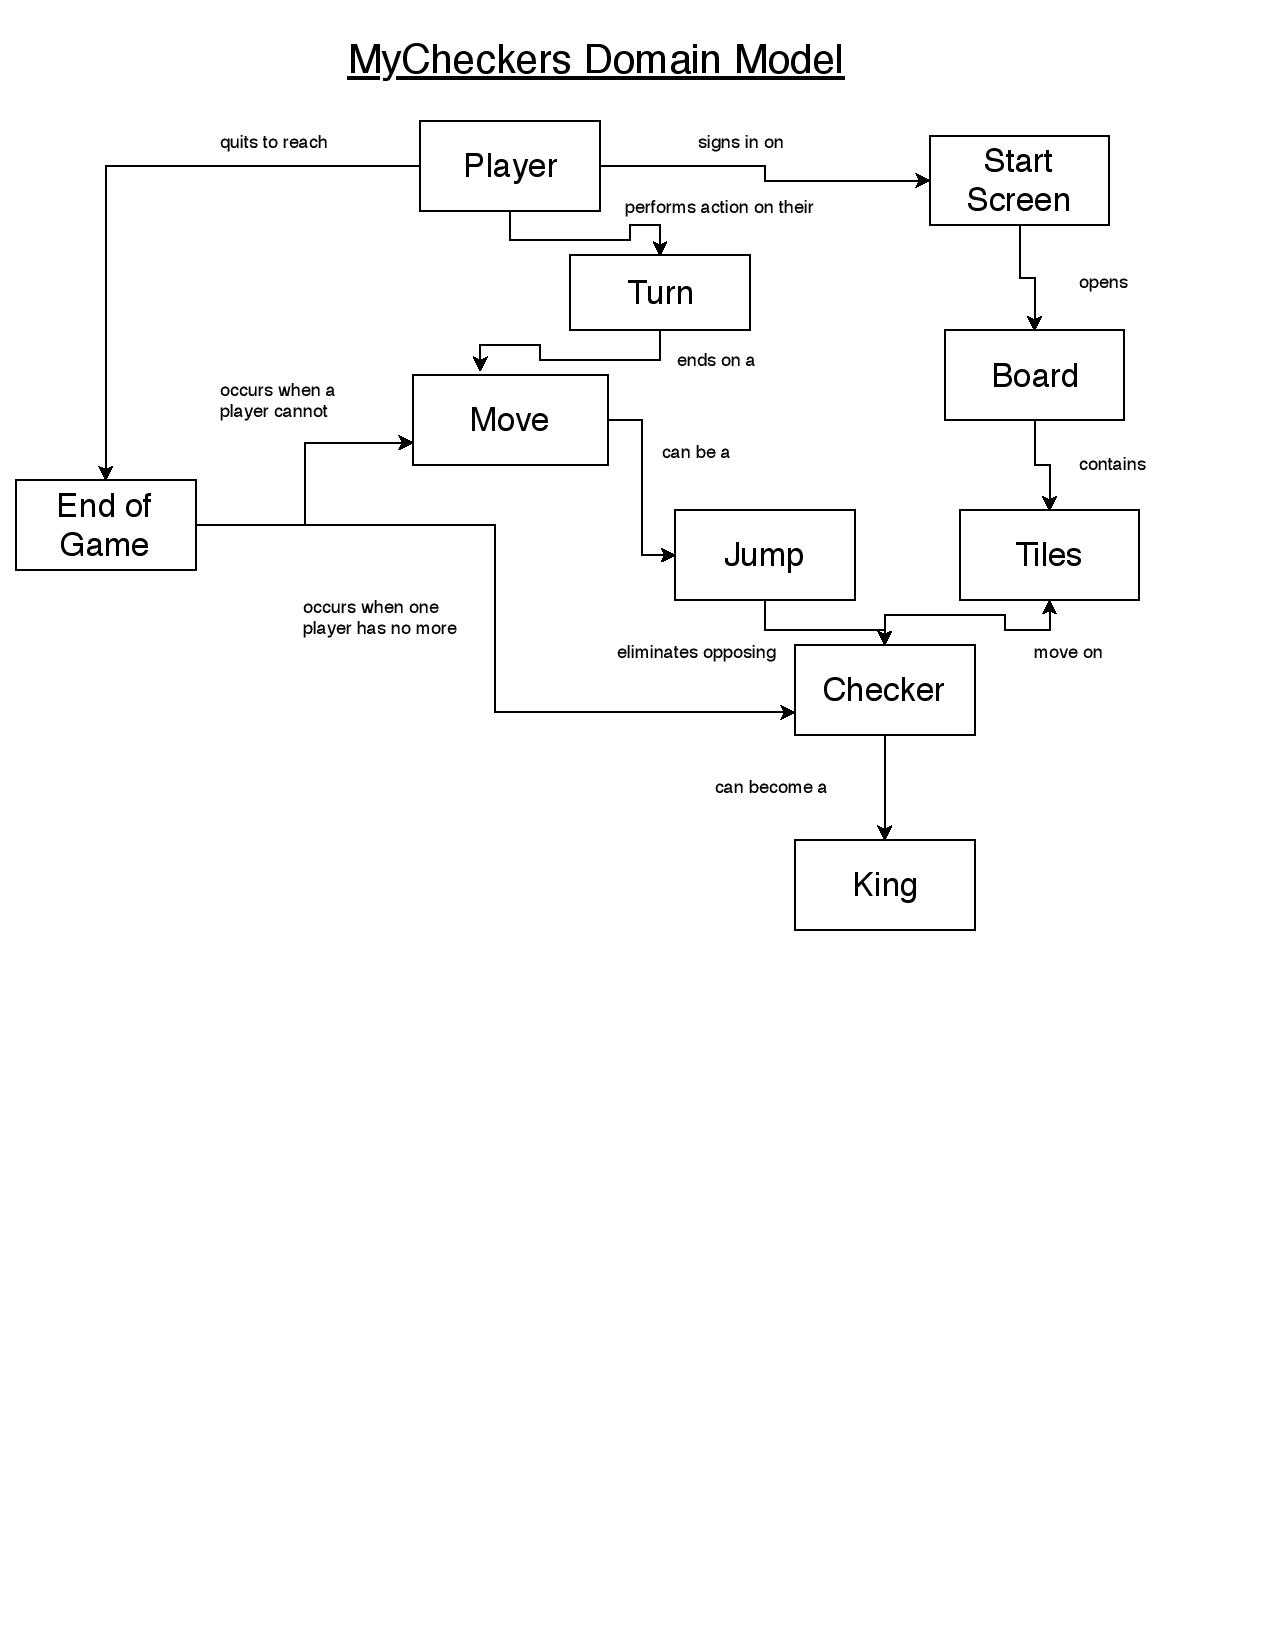 MyCheckers Domain Model
quits to reach
Player
signs in on
Start
Screen
performs action on their
Turn
opens
ends on a
Board
occurs when a
player cannot
Move
can be a
contains
End of
Game
Jump
Tiles
occurs when one
player has no more
eliminates opposing
move on
Checker
can become a
King